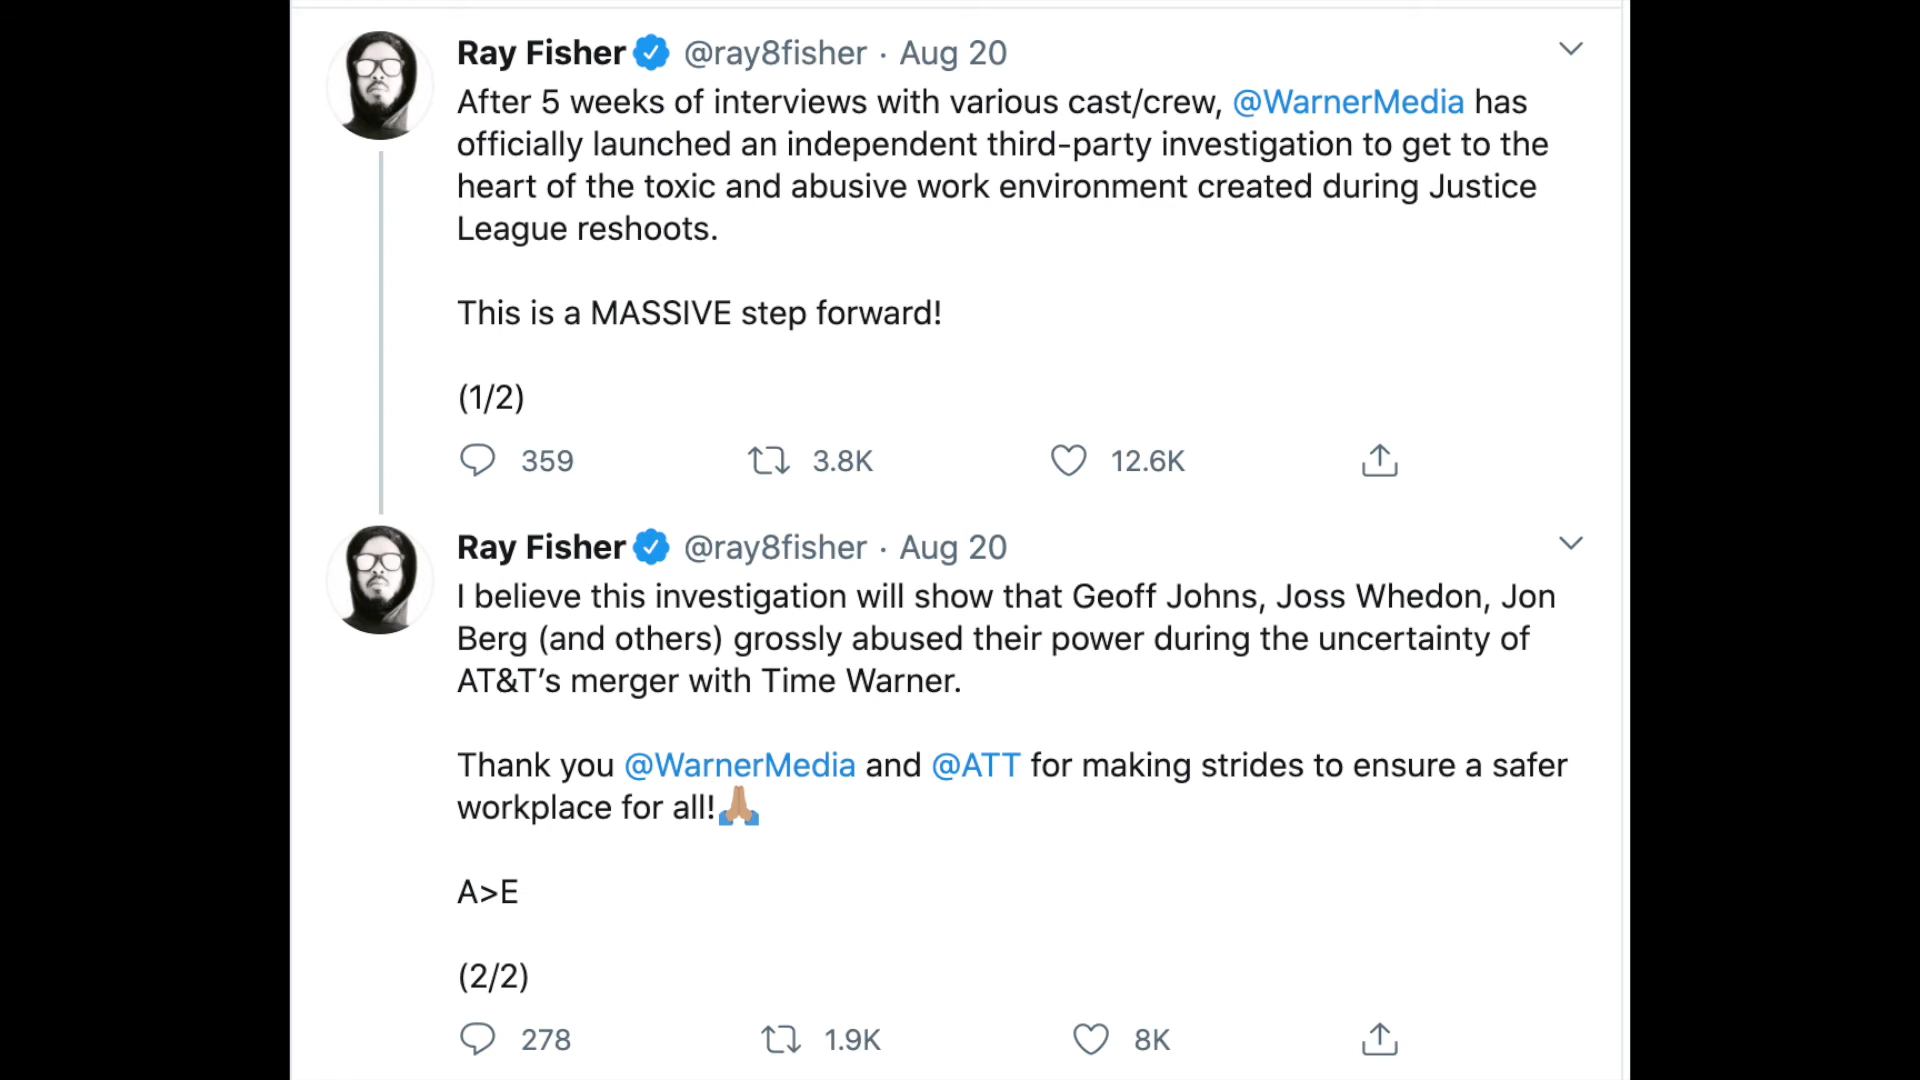 Ray Fisher @ray8fisher · Aug 20
After 5 weeks of interviews with various cast/crew, @WarnerMedia has
officially launched an independent third-party investigation to get to the
heart of the toxic and abusive work environment created during Justice
League reshoots.
This is a MASSIVE step forward!
(1/2)
359 3.8K 12.6K
Ray Fisher @ray8fisher · Aug 20
I believe this investigation will show that Geoff Johns, Joss Whedon, Jon
Berg (and others) grossly abused their power during the uncertainty of
AT&T’s merger with Time Warner.
Thank you @WarnerMedia and @ATT for making strides to ensure a safer
workplace for all!🙏🏽
A>E
(2/2)
278 1.9K 8K